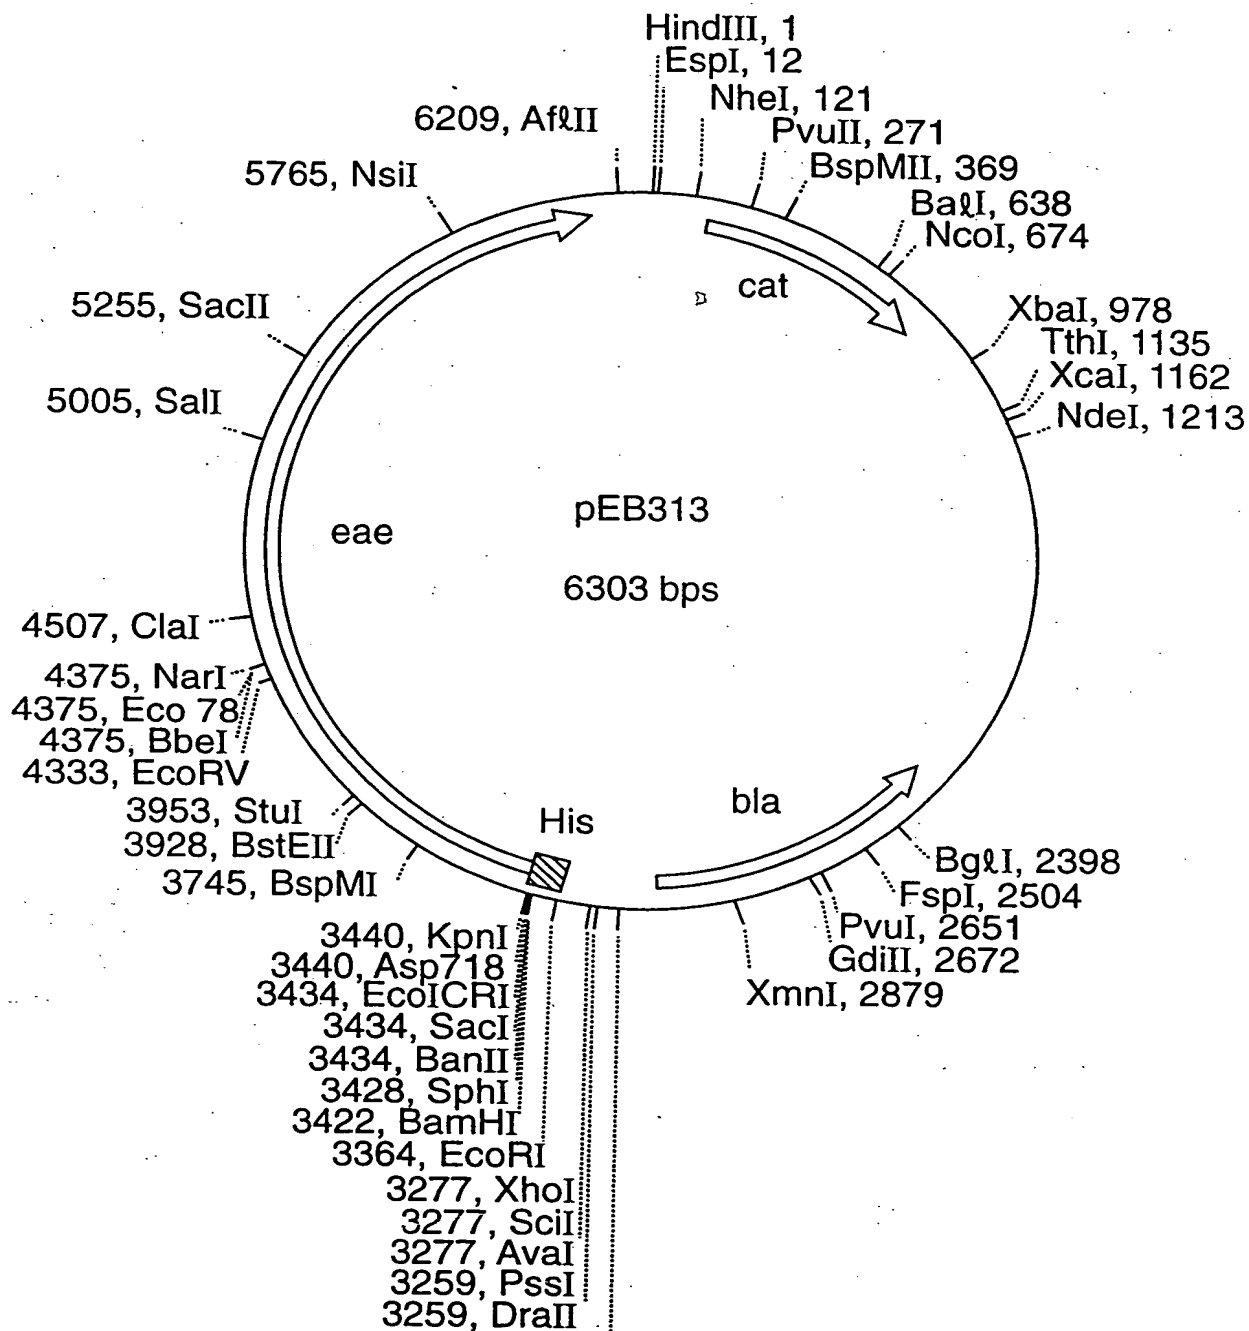 HindIII, 1
EspI, 12
NheI, 121
PvuII, 271
BspMII, 369
BalI, 638
NcoI, 674
XbaI, 978
TthI, 1135
XcaI, 1162
NdeI, 1213
6209, AflII
5765, NsiI
5255, SacII
5005, SalI
cat
eae
pEB313
6303 bps
4507, ClaI
4375, NarI
4375, Eco 78
4375, BbeI
4333, EcoRV
3953, StuI
3928, BstEII
3745, BspMI
His
bla
BglI, 2398
FspI, 2504
PvuI, 2651
GdiII, 2672
XmnI, 2879
3440, KpnI
3440, Asp718
3434, EcoICRI
3434, SacI
3434, BanII
3428, SphI
3422, BamHI
3364, EcoRI
3277, XhoI
3277, SciI
3277, AvaI
3259, PssI
3259, DraII